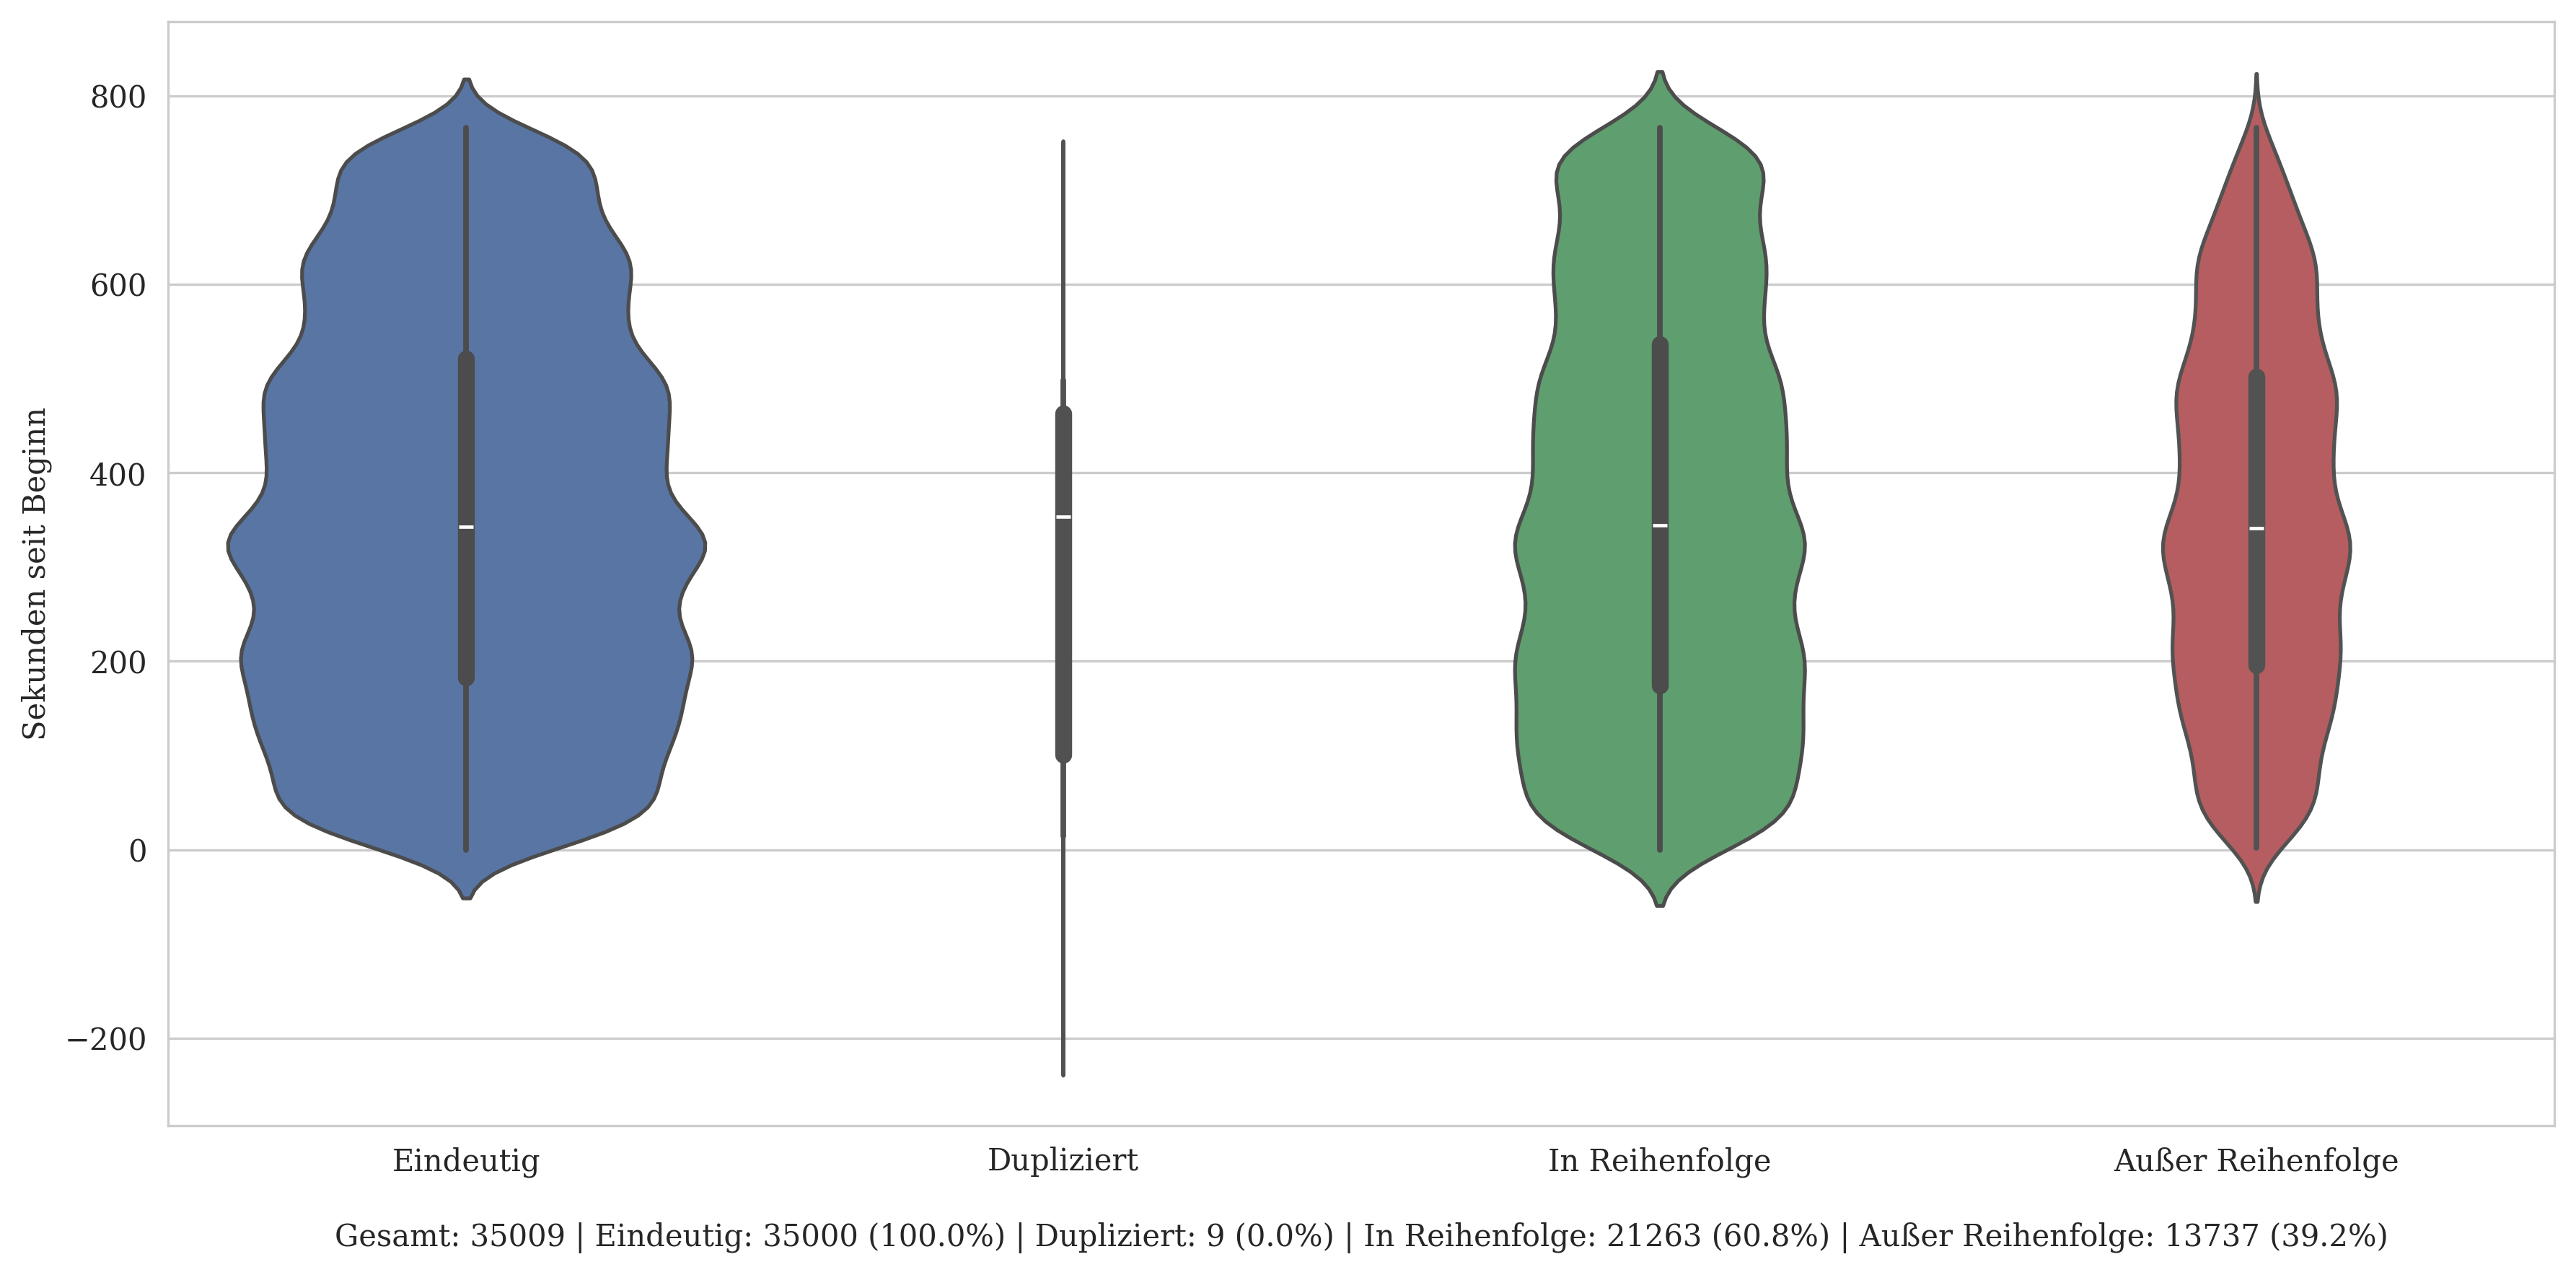 800
600
400
200
0
−200
Sekunden seit Beginn
Eindeutig
Dupliziert
In Reihenfolge
Außer Reihenfolge
Gesamt: 35009 | Eindeutig: 35000 (100.0%) | Dupliziert: 9 (0.0%) | In Reihenfolge: 21263 (60.8%) | Außer Reihenfolge: 13737 (39.2%)